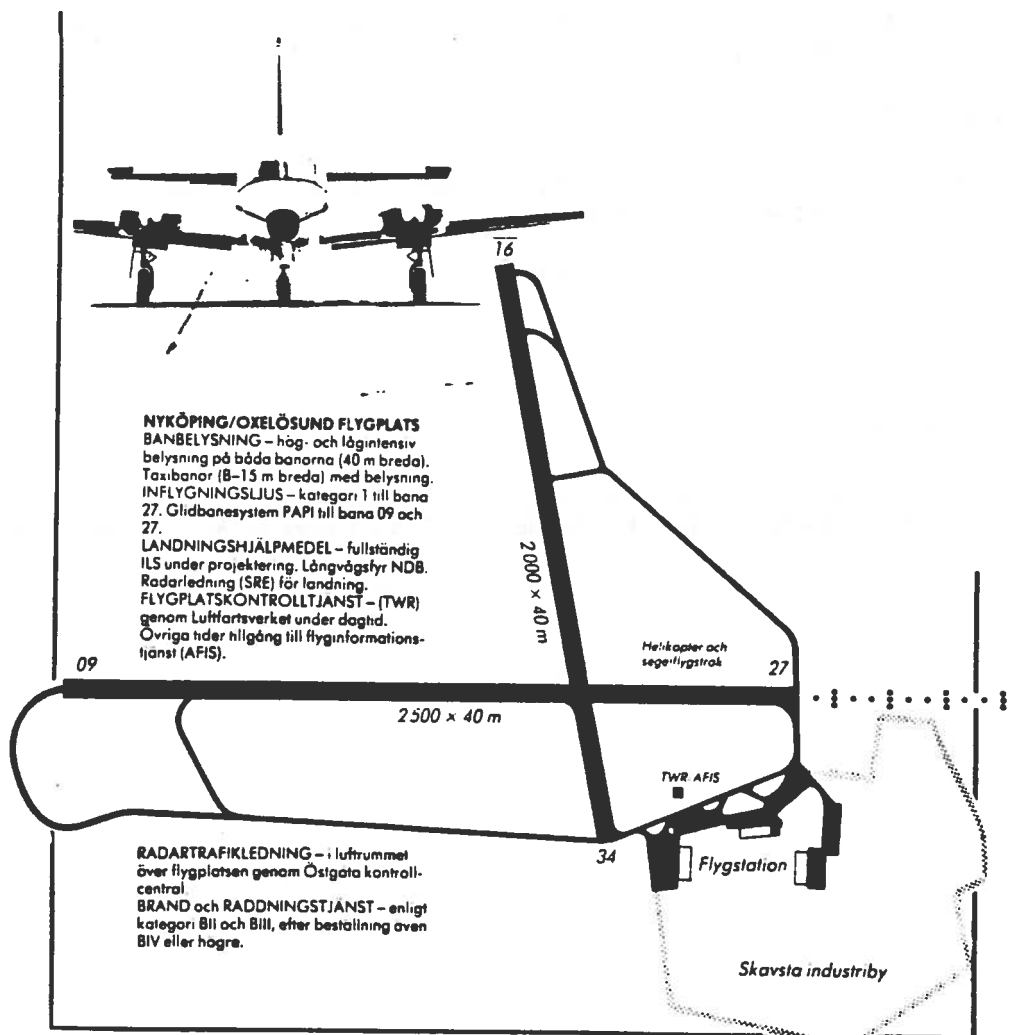 16
NYKÖPING/OXELÖSUND FLYGPLATS
BANBELYSNING – hög- och lågintensiv
belysning på båda banorna (40 m breda).
Taxibanor (8–15 m breda) med belysning.
INFLYGNINGSLJUS – kategori 1 till bana
27. Glidbanesystem PAPI till bana 09 och
27.
LANDNINGSHJÄLPMEDEL – fullständig
ILS under projektering. Långvågsfyr NDB.
Radarledning (SRE) för landning.
FLYGPLATSKONTROLLTJÄNST – (TWR)
genom Luftfartsverket under dagtid.
Övriga tider tillgång till flyginformations-
tjänst (AFIS).
2000 × 40 m
Helikopter och
segelflygstråk
09
27
2500 × 40 m
TWR AFIS
34
Flygstation
RADARTRAFIKLEDNING – i luftrummet
över flygplatsen genom Östgöta kontroll-
central
BRAND och RÄDDNINGSTJÄNST – enligt
kategori BII och BIII, efter beställning även
BIV eller högre.
Skavsta industriby